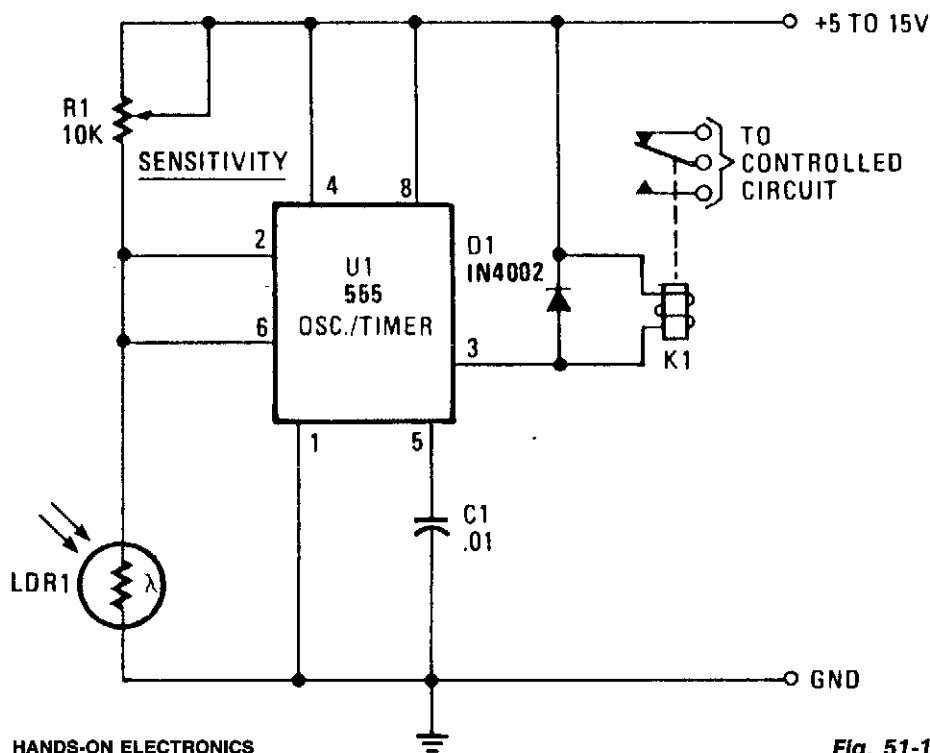 +5 TO 15V
R1
10K
SENSITIVITY
TO
CONTROLLED
CIRCUIT
4
8
2
D1
1N4002
U1
555
OSC./TIMER
6
3
K1
1
5
C1
.01
LDR1
λ
GND
HANDS-ON ELECTRONICS
Fig. 51-1